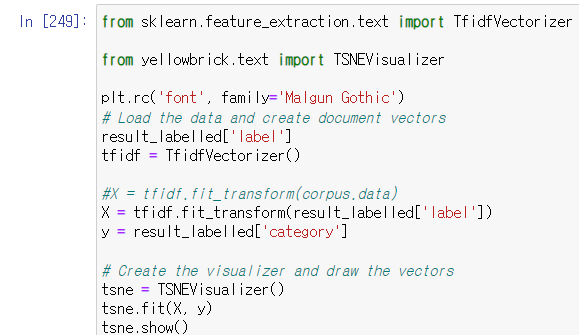 In [249]: from sklearn.feature_extraction.text import TfidfVectorizer
from yellowbrick.text import TSNEVisualizer
plt.rc('font', family='Malgun Gothic')
# Load the data and create document vectors
result_labelled['label']
tfidf = TfidfVectorizer()
#X = tfidf.fit_transform(corpus.data)
X = tfidf.fit_transform(result_labelled['label'])
y = result_labelled['category']
# Create the visualizer and draw the vectors
tsne = TSNEVisualizer()
tsne.fit(X, y)
tsne.show()